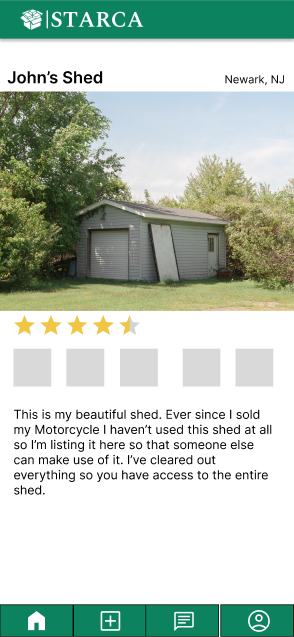 STARCA
John’s Shed
Newark, NJ
This is my beautiful shed. Ever since I sold
my Motorcycle I haven’t used this shed at all
so I’m listing it here so that someone else
can make use of it. I’ve cleared out
everything so you have access to the entire
shed.